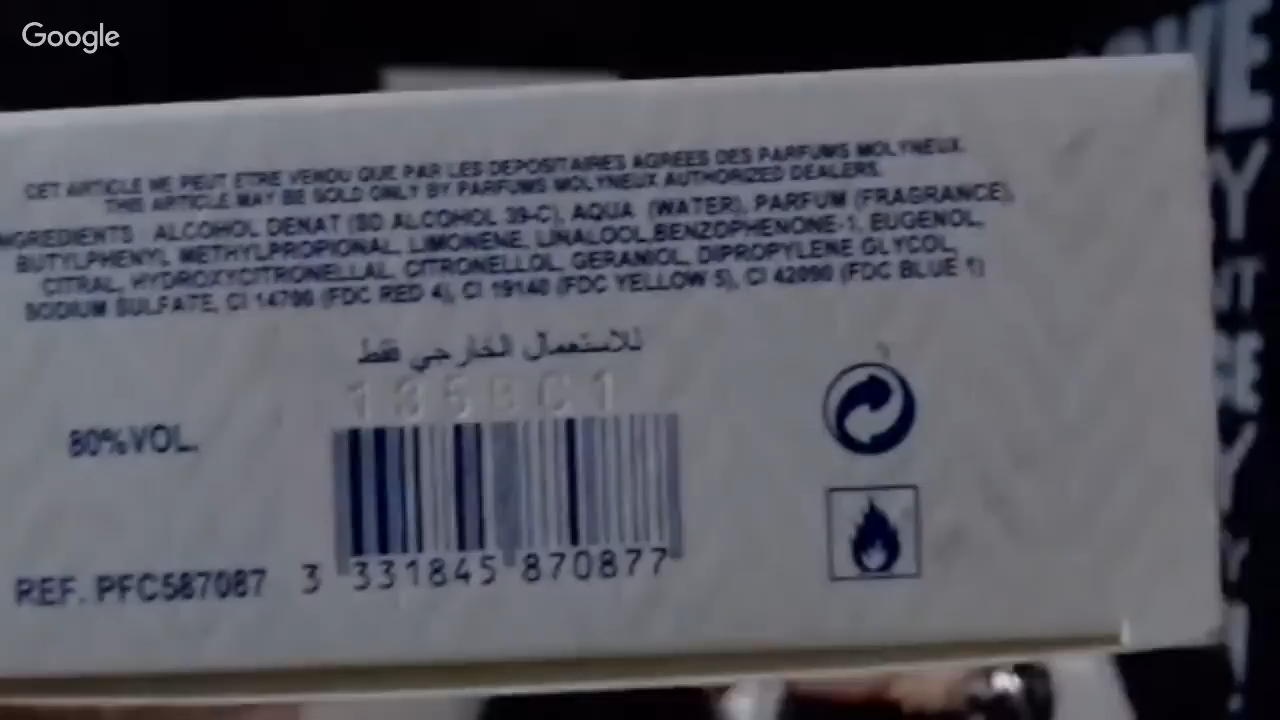 Google
CET ARTICLE NE PEUT ETRE VENDU QUE PAR LES DEPOSITAIRES AGREES DES PARFUMS MOLYNEUX.
THIS ARTICLE MAY BE SOLD ONLY BY PARFUMS MOLYNEUX AUTHORIZED DEALERS.
INGREDIENTS ALCOHOL DENAT (SD ALCOHOL 39-C), AQUA (WATER), PARFUM (FRAGRANCE),
BUTYLPHENYL METHYLPROPIONAL, LIMONENE, LINALOOL, BENZOPHENONE-1, EUGENOL,
CITRAL, HYDROXYCITRONELLAL, CITRONELLOL, GERANIOL, DIPROPYLENE GLYCOL,
SODIUM SULFATE, CI 14700 (FDC RED 4), CI 19140 (FDC YELLOW 5), CI 42090 (FDC BLUE 1)
للاستعمال الخارجي فقط
80%VOL.
REF. PFC587087
3 331845 870877